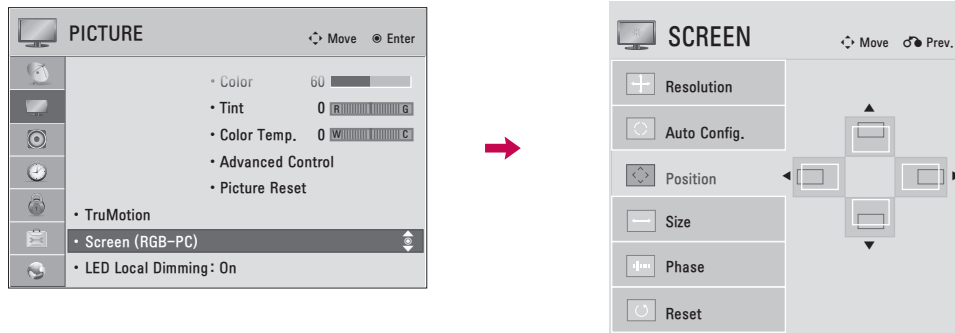 PICTURE
Move
Enter
• Color 60
• Tint 0 R G
• Color Temp. 0 W C
• Advanced Control
• Picture Reset
• TruMotion
• Screen (RGB-PC)
• LED Local Dimming: On
SCREEN
Move
Prev.
Resolution
Auto Config.
Position
Size
Phase
Reset